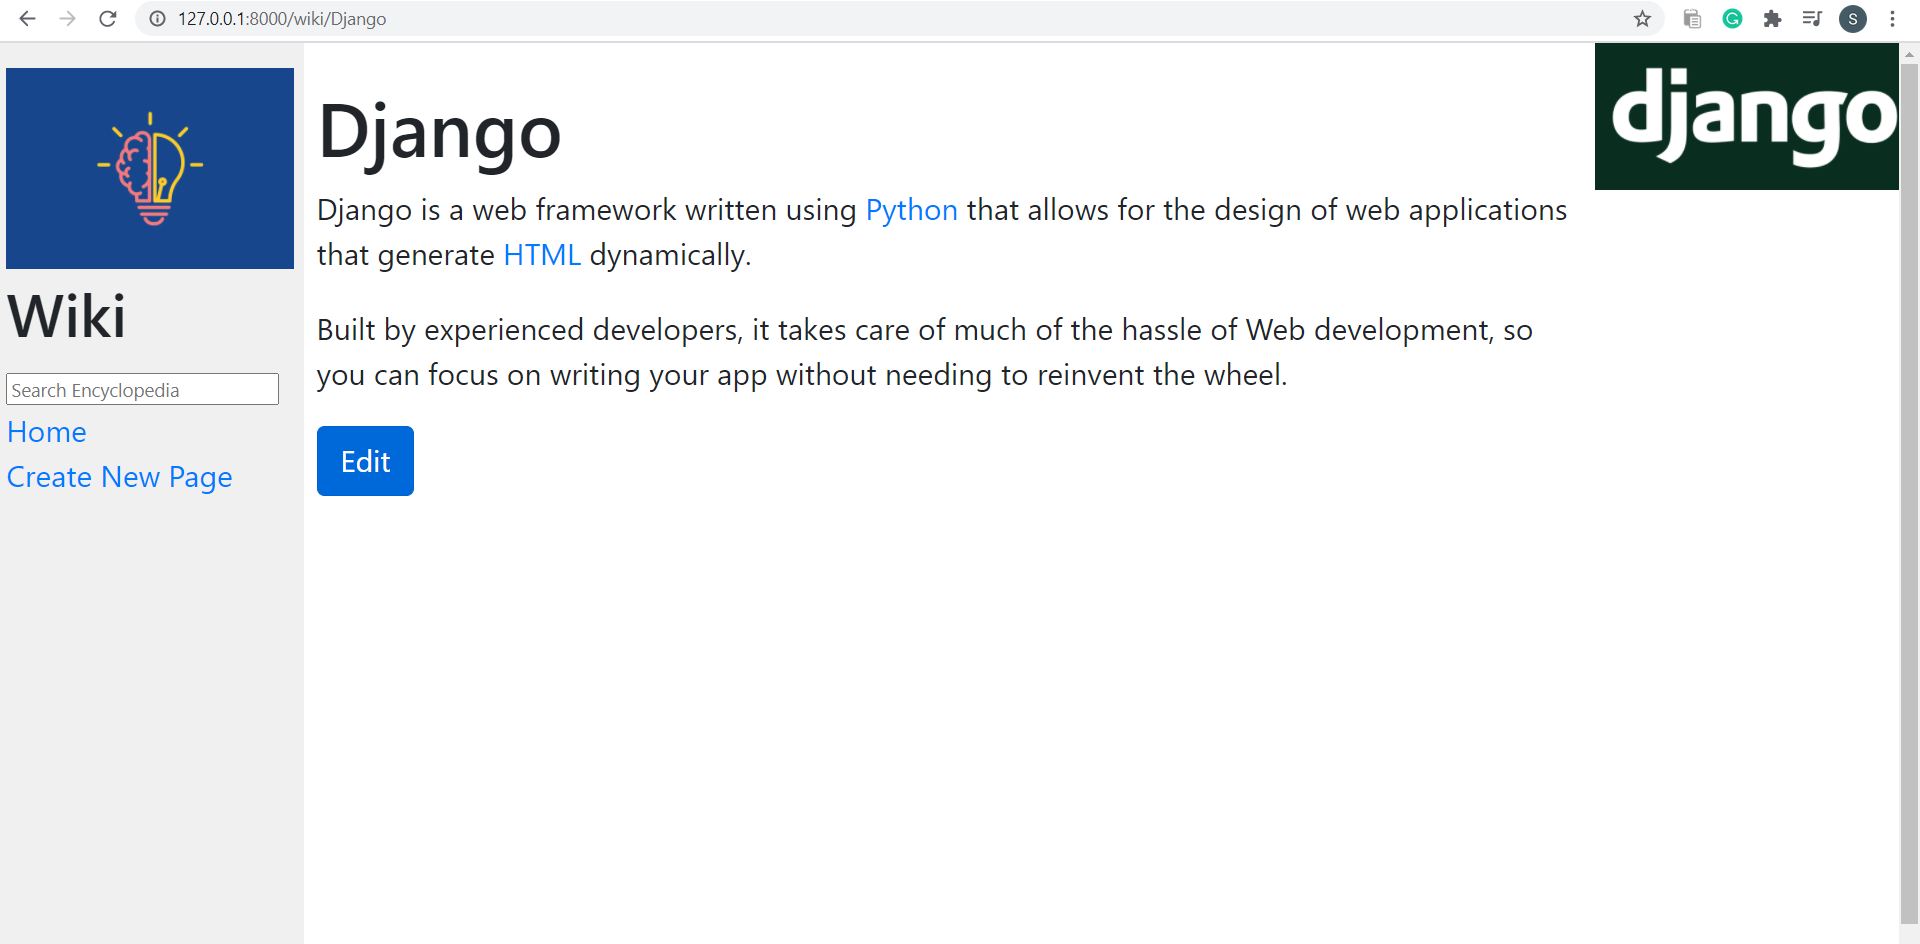 127.0.0.1:8000/wiki/Django
S
Wiki
Search Encyclopedia
Home
Create New Page
Django
Django is a web framework written using Python that allows for the design of web applications
that generate HTML dynamically.
Built by experienced developers, it takes care of much of the hassle of Web development, so
you can focus on writing your app without needing to reinvent the wheel.
Edit
django